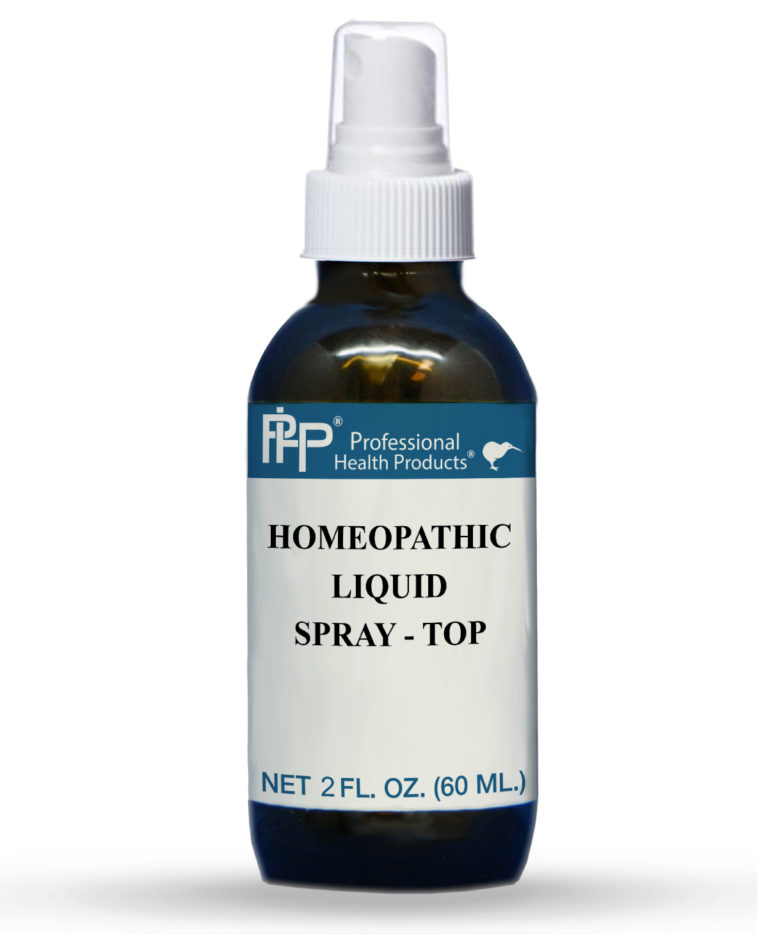 PHP® Professional
Health Products®
HOMEOPATHIC
LIQUID
SPRAY - TOP
NET 2 FL. OZ. (60 ML.)